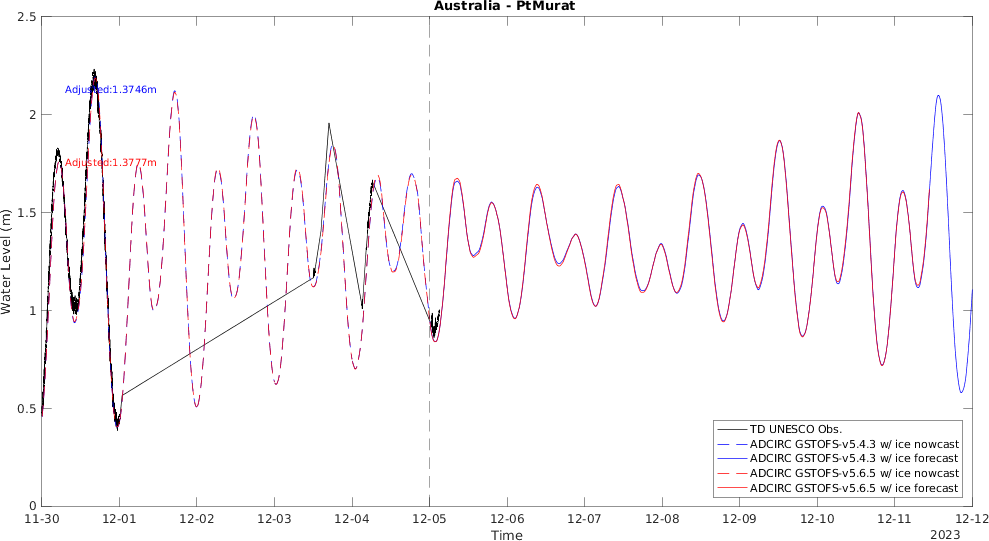 Australia - PtMurat
Water Level (m)
2.5
2
1.5
1
0.5
0
Adjusted:1.3746m
Adjusted:1.3777m
TD UNESCO Obs.
ADCIRC GSTOFS-v5.4.3 w/ ice nowcast
ADCIRC GSTOFS-v5.4.3 w/ ice forecast
ADCIRC GSTOFS-v5.6.5 w/ ice nowcast
ADCIRC GSTOFS-v5.6.5 w/ ice forecast
11-30 12-01 12-02 12-03 12-04 12-05 12-06 12-07 12-08 12-09 12-10 12-11 12-12
Time
2023